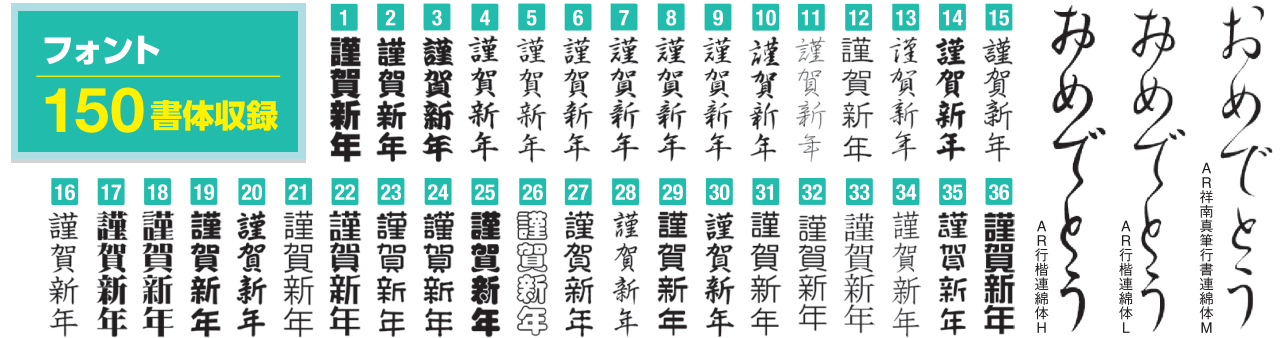 フォント
150書体収録
1
謹賀新年
2
謹賀新年
3
謹賀新年
4
謹賀新年
5
謹賀新年
6
謹賀新年
7
謹賀新年
8
謹賀新年
9
謹賀新年
10
謹賀新年
11
謹賀新年
12
謹賀新年
13
謹賀新年
14
謹賀新年
15
謹賀新年
16
謹賀新年
17
謹賀新年
18
謹賀新年
19
謹賀新年
20
謹賀新年
21
謹賀新年
22
謹賀新年
23
謹賀新年
24
謹賀新年
25
謹賀新年
26
謹賀新年
27
謹賀新年
28
謹賀新年
29
謹賀新年
30
謹賀新年
31
謹賀新年
32
謹賀新年
33
謹賀新年
34
謹賀新年
35
謹賀新年
36
謹賀新年
おめでとう
AR行楷連綿体H
おめでとう
AR行楷連綿体L
おめでとう
AR祥南真筆行書連綿体M